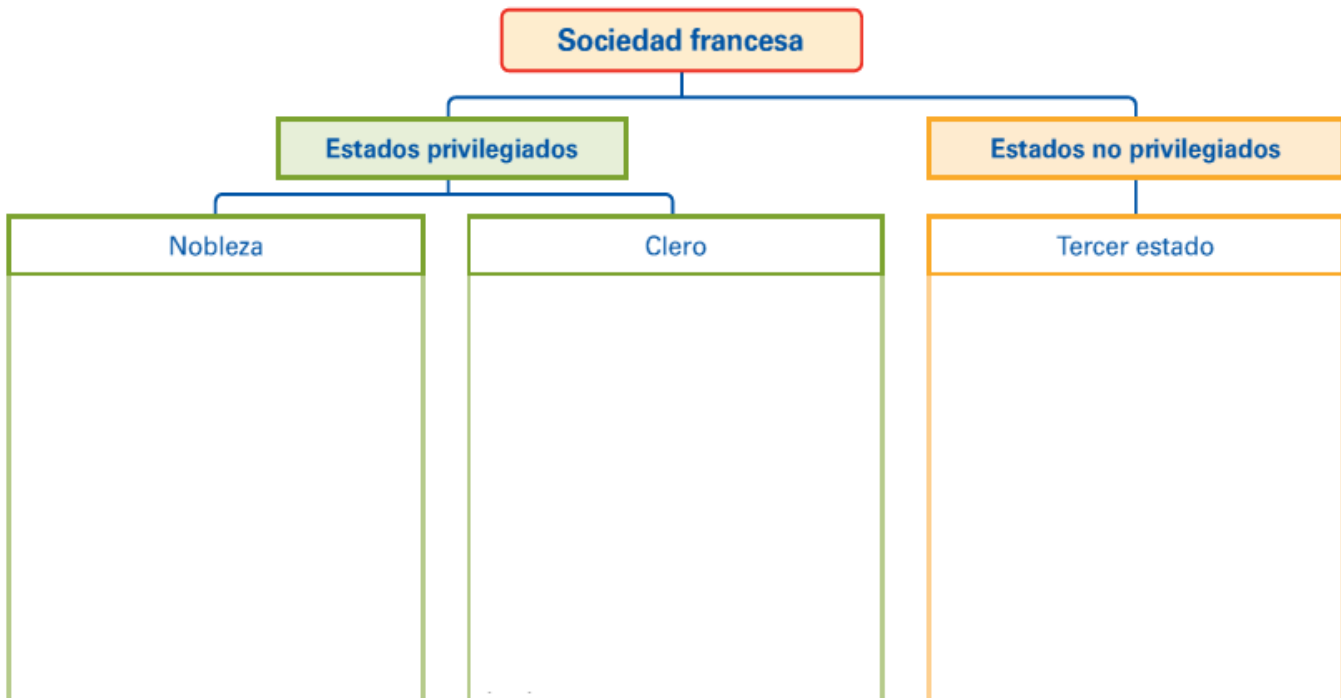 Sociedad francesa
Estados privilegiados
Estados no privilegiados
Nobleza
Clero
Tercer estado